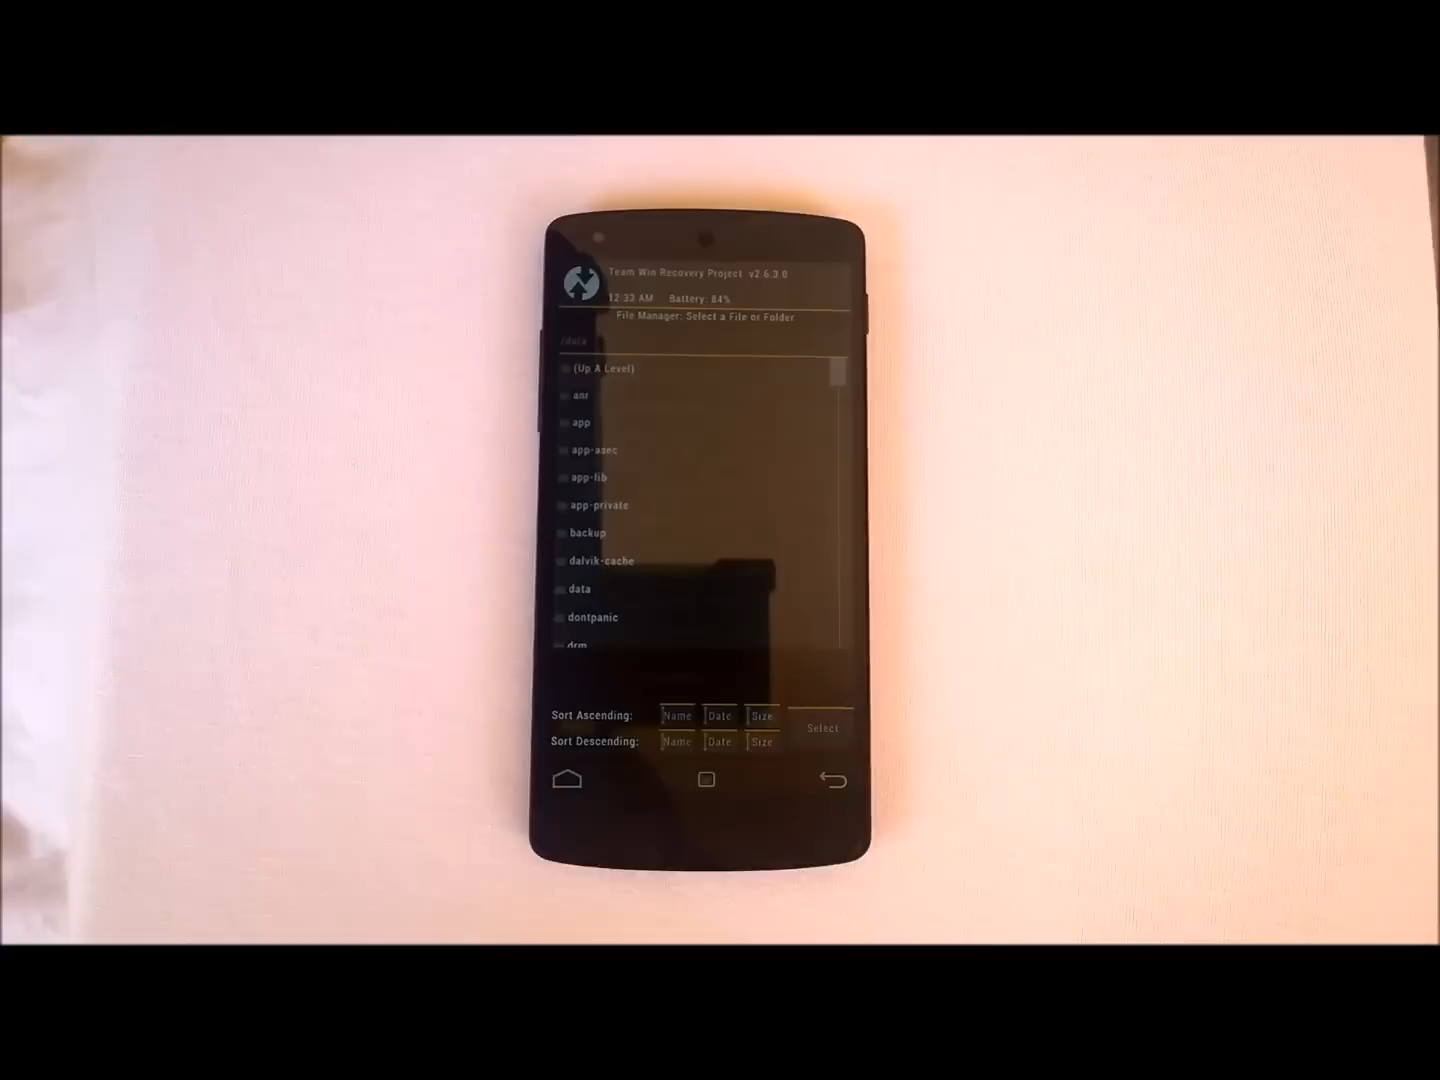 Team Win Recovery Project v2.6.3.0
12:33 AM Battery: 84%
File Manager: Select a File or Folder
/data
(Up A Level)
anr
app
app-asec
app-lib
app-private
backup
dalvik-cache
data
dontpanic
drm
Sort Ascending: Name Date Size
Select
Sort Descending: Name Date Size